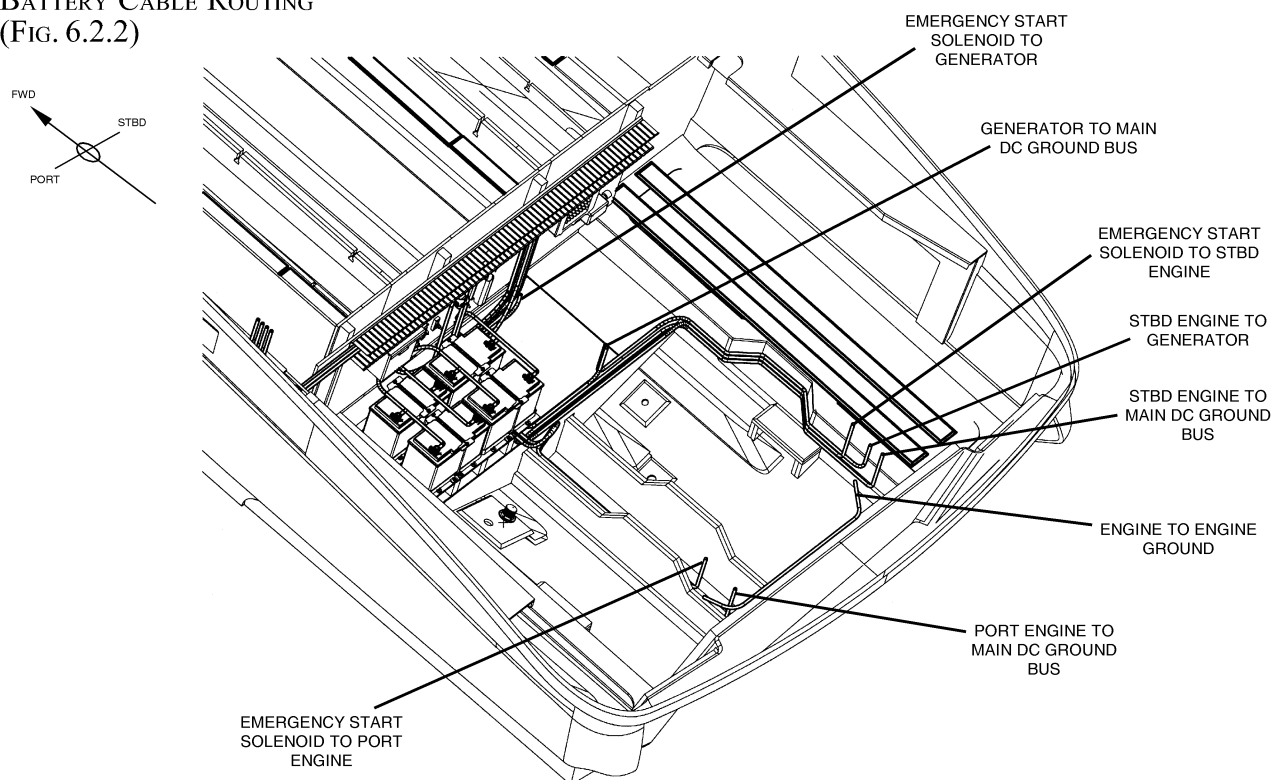 BATTERY CABLE ROUTING
(FIG. 6.2.2)
FWD
STBD
PORT
EMERGENCY START
SOLENOID TO
GENERATOR
GENERATOR TO MAIN
DC GROUND BUS
EMERGENCY START
SOLENOID TO STBD
ENGINE
STBD ENGINE TO
GENERATOR
STBD ENGINE TO
MAIN DC GROUND
BUS
ENGINE TO ENGINE
GROUND
PORT ENGINE TO
MAIN DC GROUND
BUS
EMERGENCY START
SOLENOID TO PORT
ENGINE